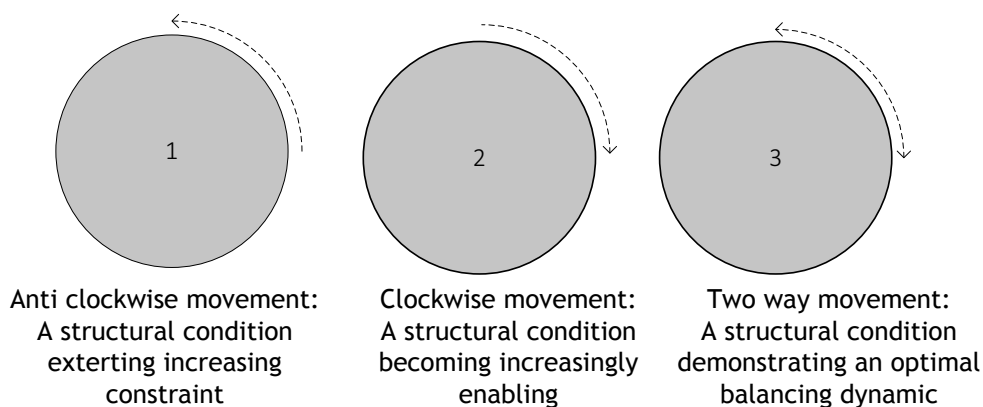 1
2
3
Anti clockwise movement:
A structural condition
exterting increasing
constraint
Clockwise movement:
A structural condition
becoming increasingly
enabling
Two way movement:
A structural condition
demonstrating an optimal
balancing dynamic